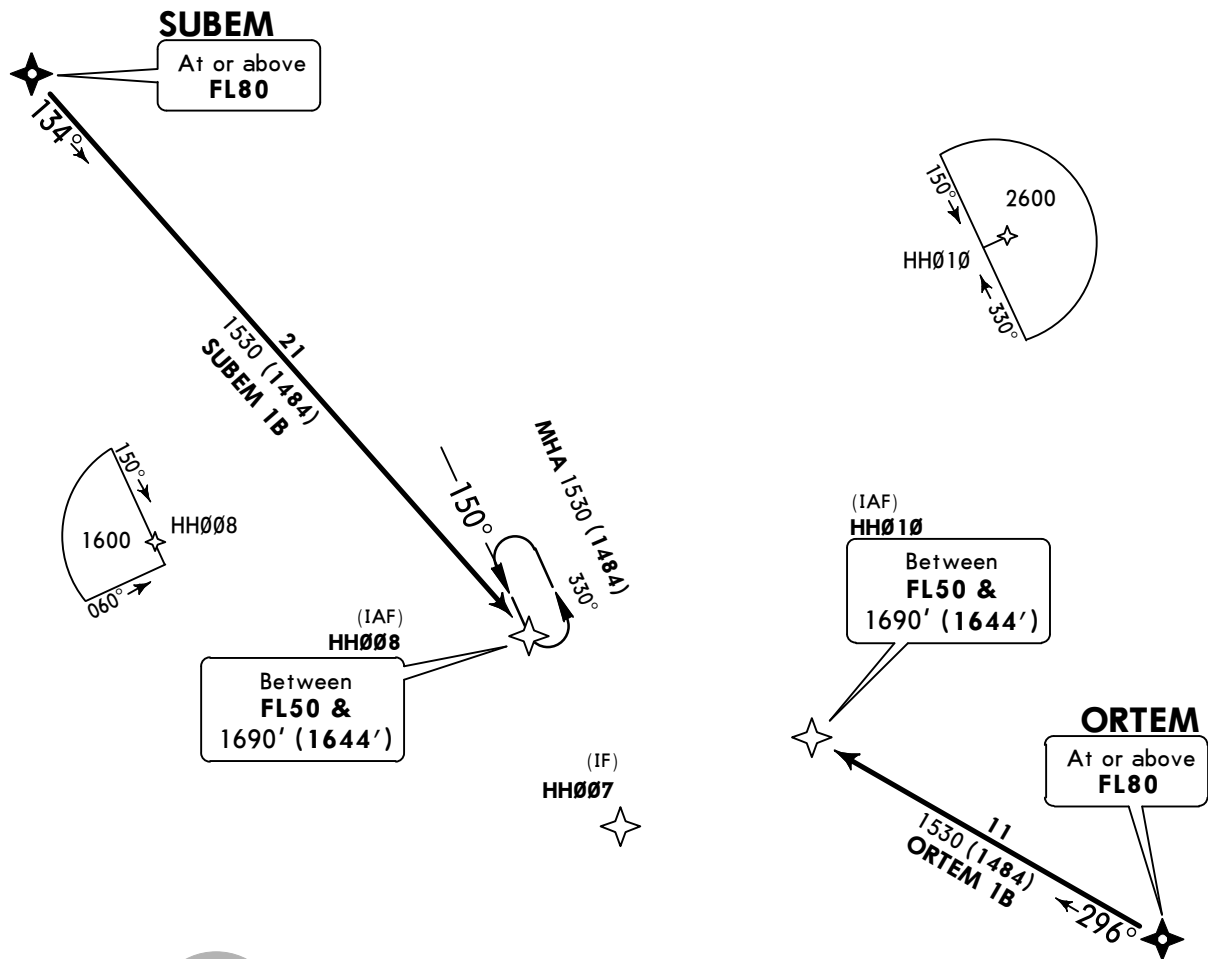 SUBEM
At or above
FL80
134°
21
1530 (1484)
SUBEM 1B
150°
2600
HHØ1Ø
330°
150°
1600
HHØØ8
060°
150°
MHA 1530 (1484)
330°
(IAF)
HHØØ8
Between
FL50 &
1690' (1644')
(IAF)
HHØ1Ø
Between
FL50 &
1690' (1644')
(IF)
HHØØ7
ORTEM
At or above
FL80
11
1530 (1484)
ORTEM 1B
296°